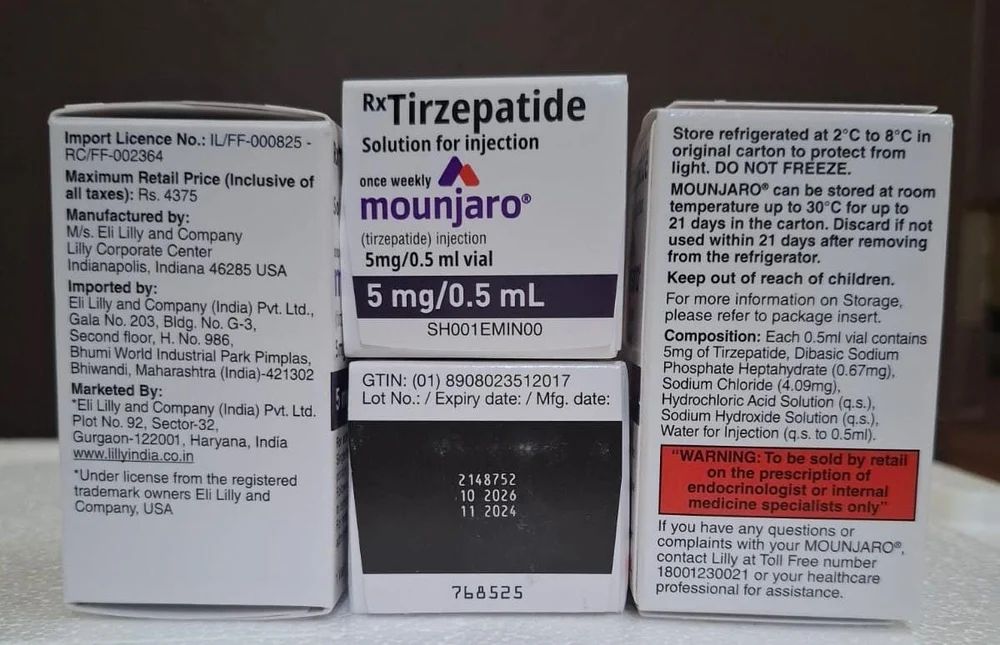 Import Licence No.: IL/FF-000825 -
RC/FF-002364
Maximum Retail Price (Inclusive of
all taxes): Rs. 4375
Manufactured by:
M/s. Eli Lilly and Company
Lilly Corporate Center
Indianapolis, Indiana 46285 USA
Imported by:
Eli Lilly and Company (India) Pvt. Ltd.,
Gala No. 203, Bldg. No. G-3,
Second floor, H. No. 986,
Bhumi World Industrial Park Pimplas,
Bhiwandi, Maharashtra (India)-421302
Marketed By:
*Eli Lilly and Company (India) Pvt. Ltd.
Plot No. 92, Sector-32,
Gurgaon-122001, Haryana, India
www.lillyindia.co.in
*Under license from the registered
trademark owners Eli Lilly and
Company, USA
Rx Tirzepatide
Solution for injection
once weekly
mounjaro®
(tirzepatide) injection
5mg/0.5 ml vial
5 mg/0.5 mL
SH001EMIN00
GTIN: (01) 8908023512017
Lot No.: / Expiry date: / Mfg. date:
2148752
10 2026
11 2024
768525
Store refrigerated at 2°C to 8°C in
original carton to protect from
light. DO NOT FREEZE.
MOUNJARO® can be stored at room
temperature up to 30°C for up to
21 days in the carton. Discard if not
used within 21 days after removing
from the refrigerator.
Keep out of reach of children.
For more information on Storage,
please refer to package insert.
Composition: Each 0.5ml vial contains
5mg of Tirzepatide, Dibasic Sodium
Phosphate Heptahydrate (0.67mg),
Sodium Chloride (4.09mg),
Hydrochloric Acid Solution (q.s.),
Sodium Hydroxide Solution (q.s.),
Water for Injection (q.s. to 0.5ml).
"WARNING: To be sold by retail
on the prescription of
endocrinologist or internal
medicine specialists only"
If you have any questions or
complaints with your MOUNJARO®,
contact Lilly at Toll Free number
18001230021 or your healthcare
professional for assistance.